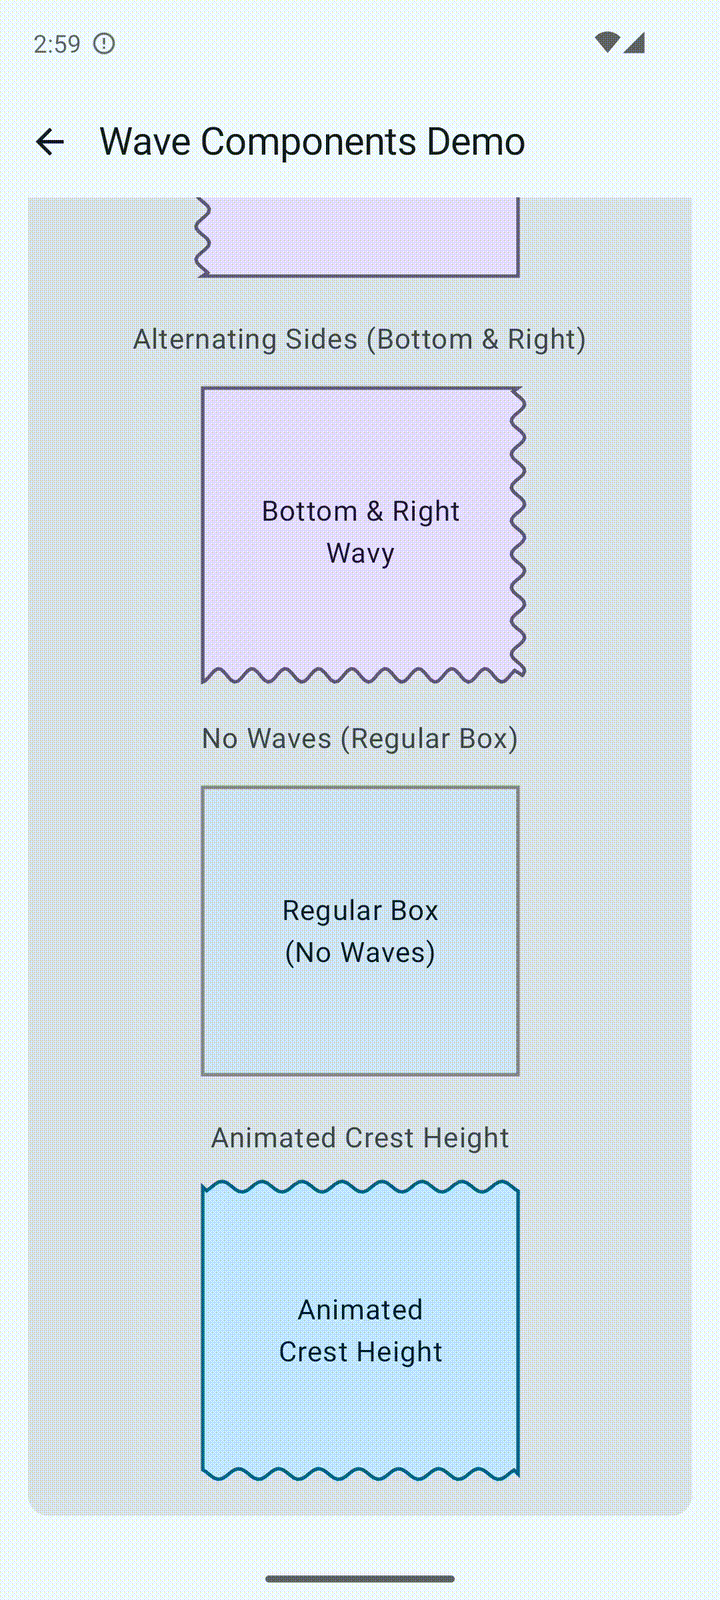 2:59
Wave Components Demo
Alternating Sides (Bottom & Right)
Bottom & Right
Wavy
No Waves (Regular Box)
Regular Box
(No Waves)
Animated Crest Height
Animated
Crest Height